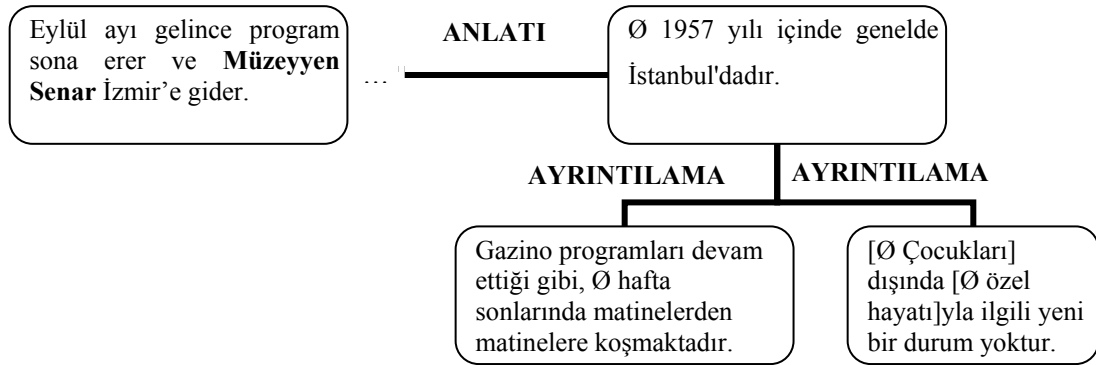 Eylül ayı gelince program
sona erer ve Müzeyyen
Senar İzmir’e gider.
…
ANLATI
Ø 1957 yılı içinde genelde
İstanbul'dadır.
AYRINTILAMA
AYRINTILAMA
Gazino programları devam
ettiği gibi, Ø hafta
sonlarında matinelerden
matinelere koşmaktadır.
[Ø Çocukları]
dışında [Ø özel
hayatı]yla ilgili yeni
bir durum yoktur.